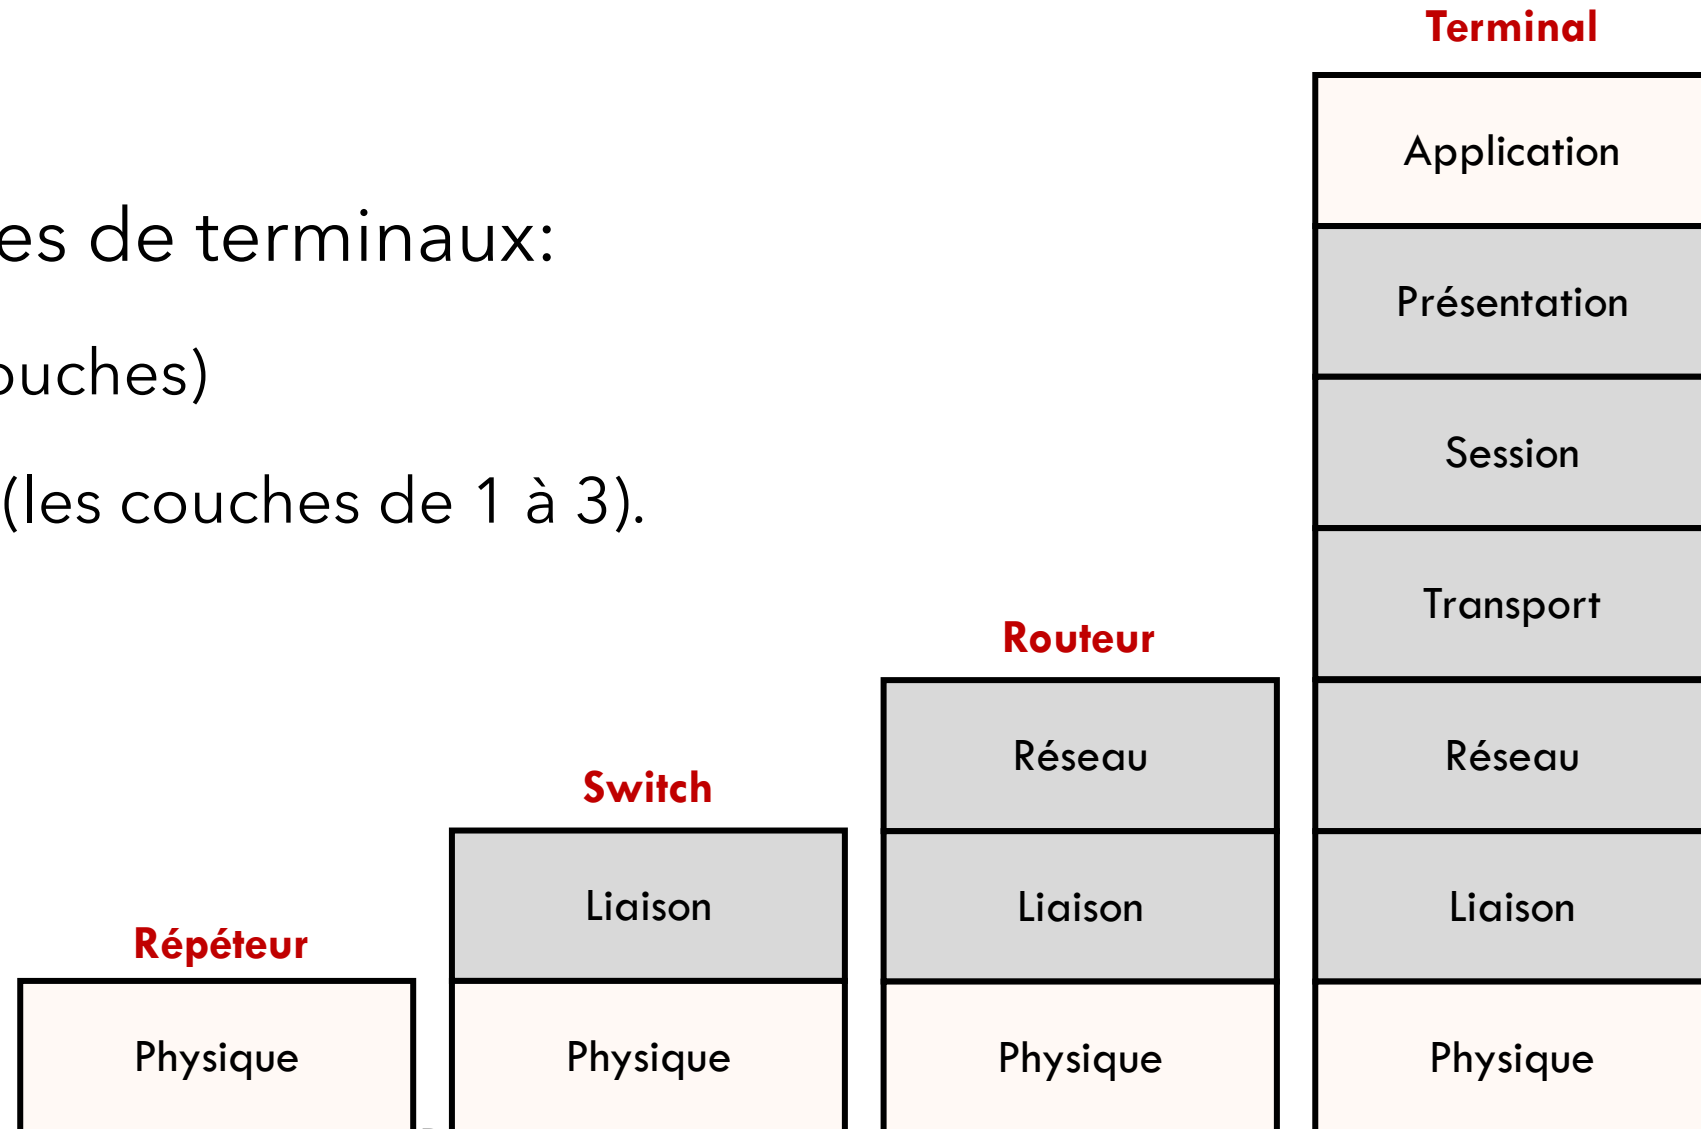 Terminal
Application
es de terminaux:
Présentation
ouches)
Session
(les couches de 1 à 3).
Transport
Routeur
Réseau
Réseau
Switch
Liaison
Liaison
Liaison
Répéteur
Physique
Physique
Physique
Physique